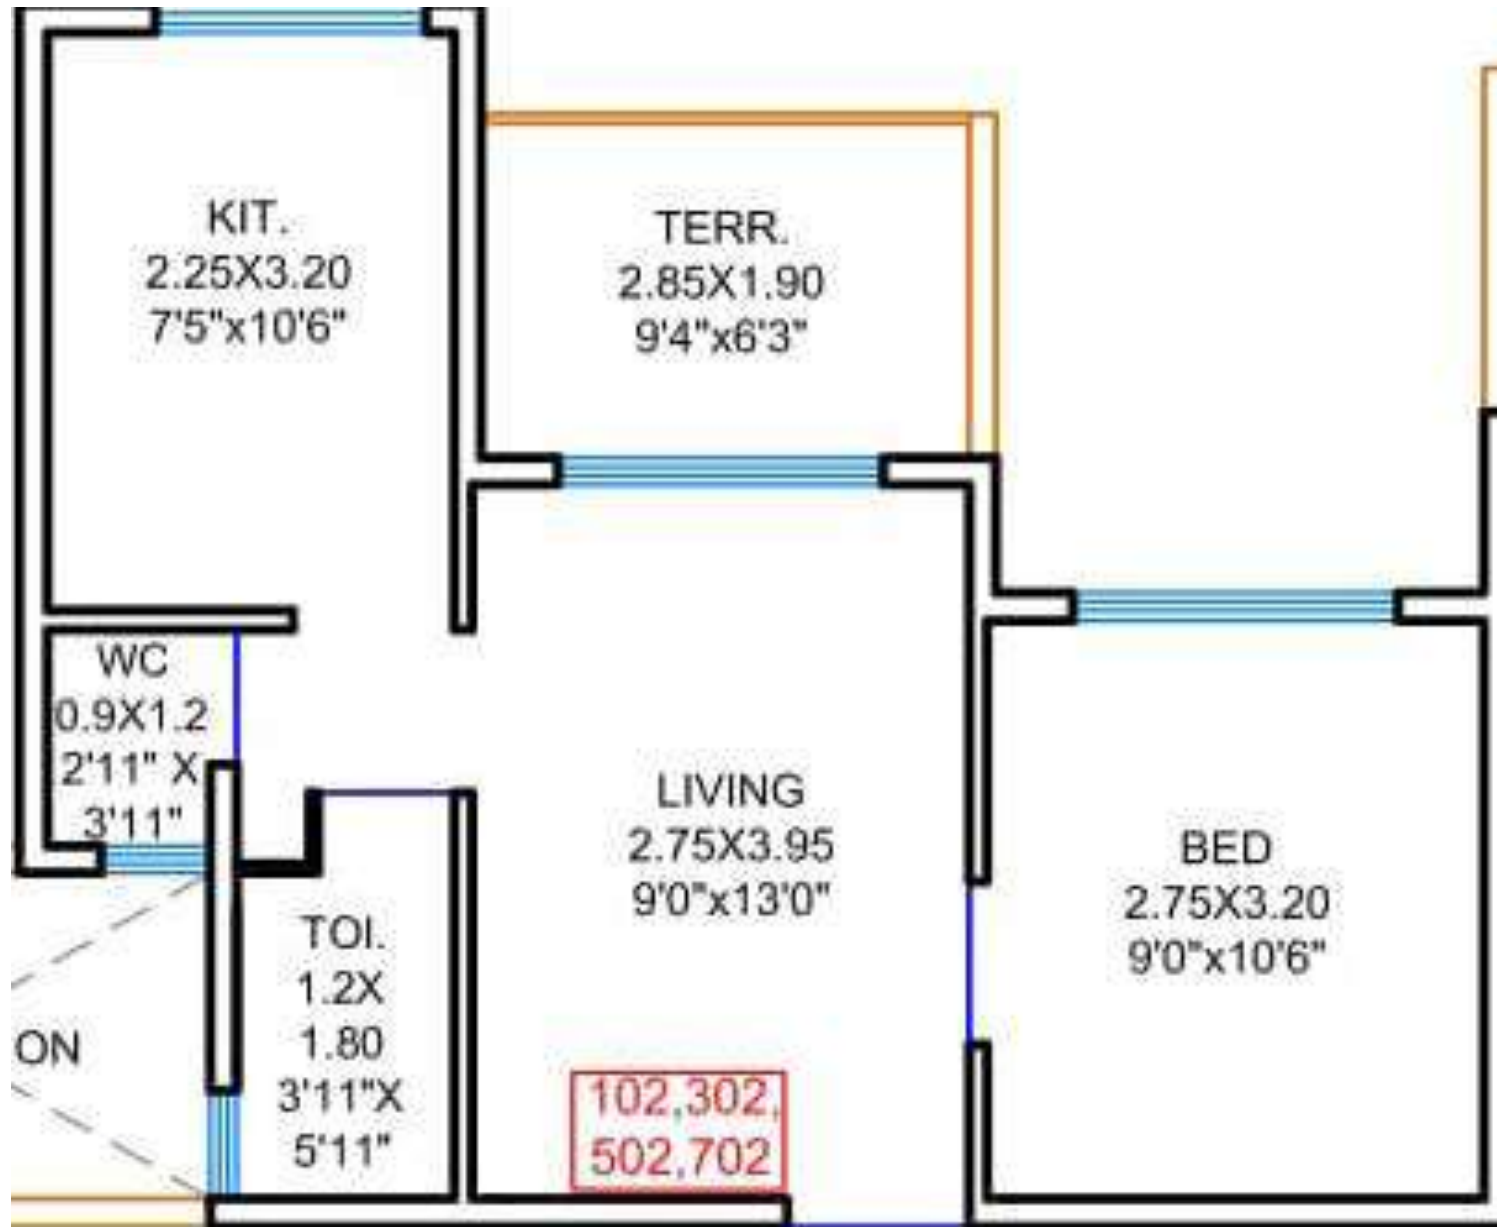 KIT.
2.25X3.20
7'5"x10'6"
TERR.
2.85X1.90
9'4"x6'3"
WC
0.9X1.2
2'11" X
3'11"
LIVING
2.75X3.95
9'0"x13'0"
BED
2.75X3.20
9'0"x10'6"
TOI.
1.2X
1.80
3'11"X
5'11"
ON
102,302,
502,702